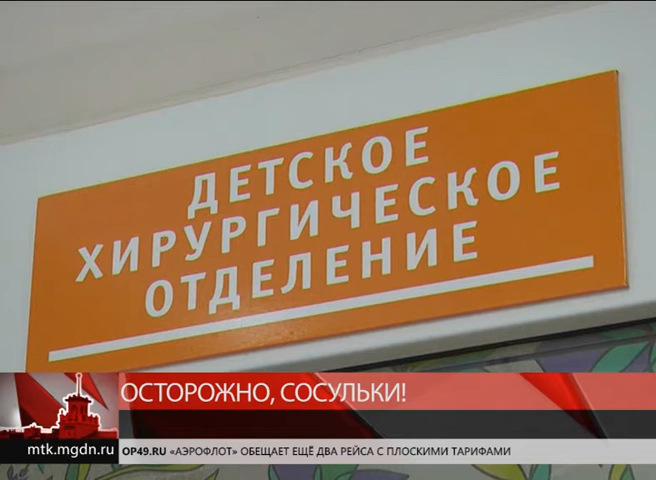 ДЕТСКОЕ
ХИРУРГИЧЕСКОЕ
ОТДЕЛЕНИЕ
ОСТОРОЖНО, СОСУЛЬКИ!
mtk.mgdn.ru
OP49.RU «АЭРОФЛОТ» ОБЕЩАЕТ ЕЩЁ ДВА РЕЙСА С ПЛОСКИМИ ТАРИФАМИ